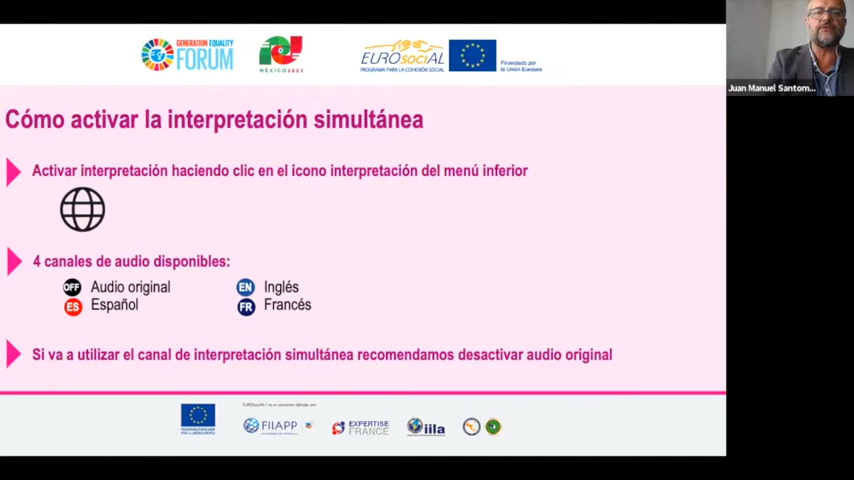 GENERATION EQUALITY
FORUM
MÉXICO 2021
EUROsociAL
PROGRAMA PARA LA COHESIÓN SOCIAL
Financiado por
la Unión Europea
Juan Manuel Santom...
Cómo activar la interpretación simultánea
Activar interpretación haciendo clic en el icono interpretación del menú inferior
4 canales de audio disponibles:
OFF Audio original
EN Inglés
ES Español
FR Francés
Si va a utilizar el canal de interpretación simultánea recomendamos desactivar audio original
FIIAPP
EXPERTISE
FRANCE
iila